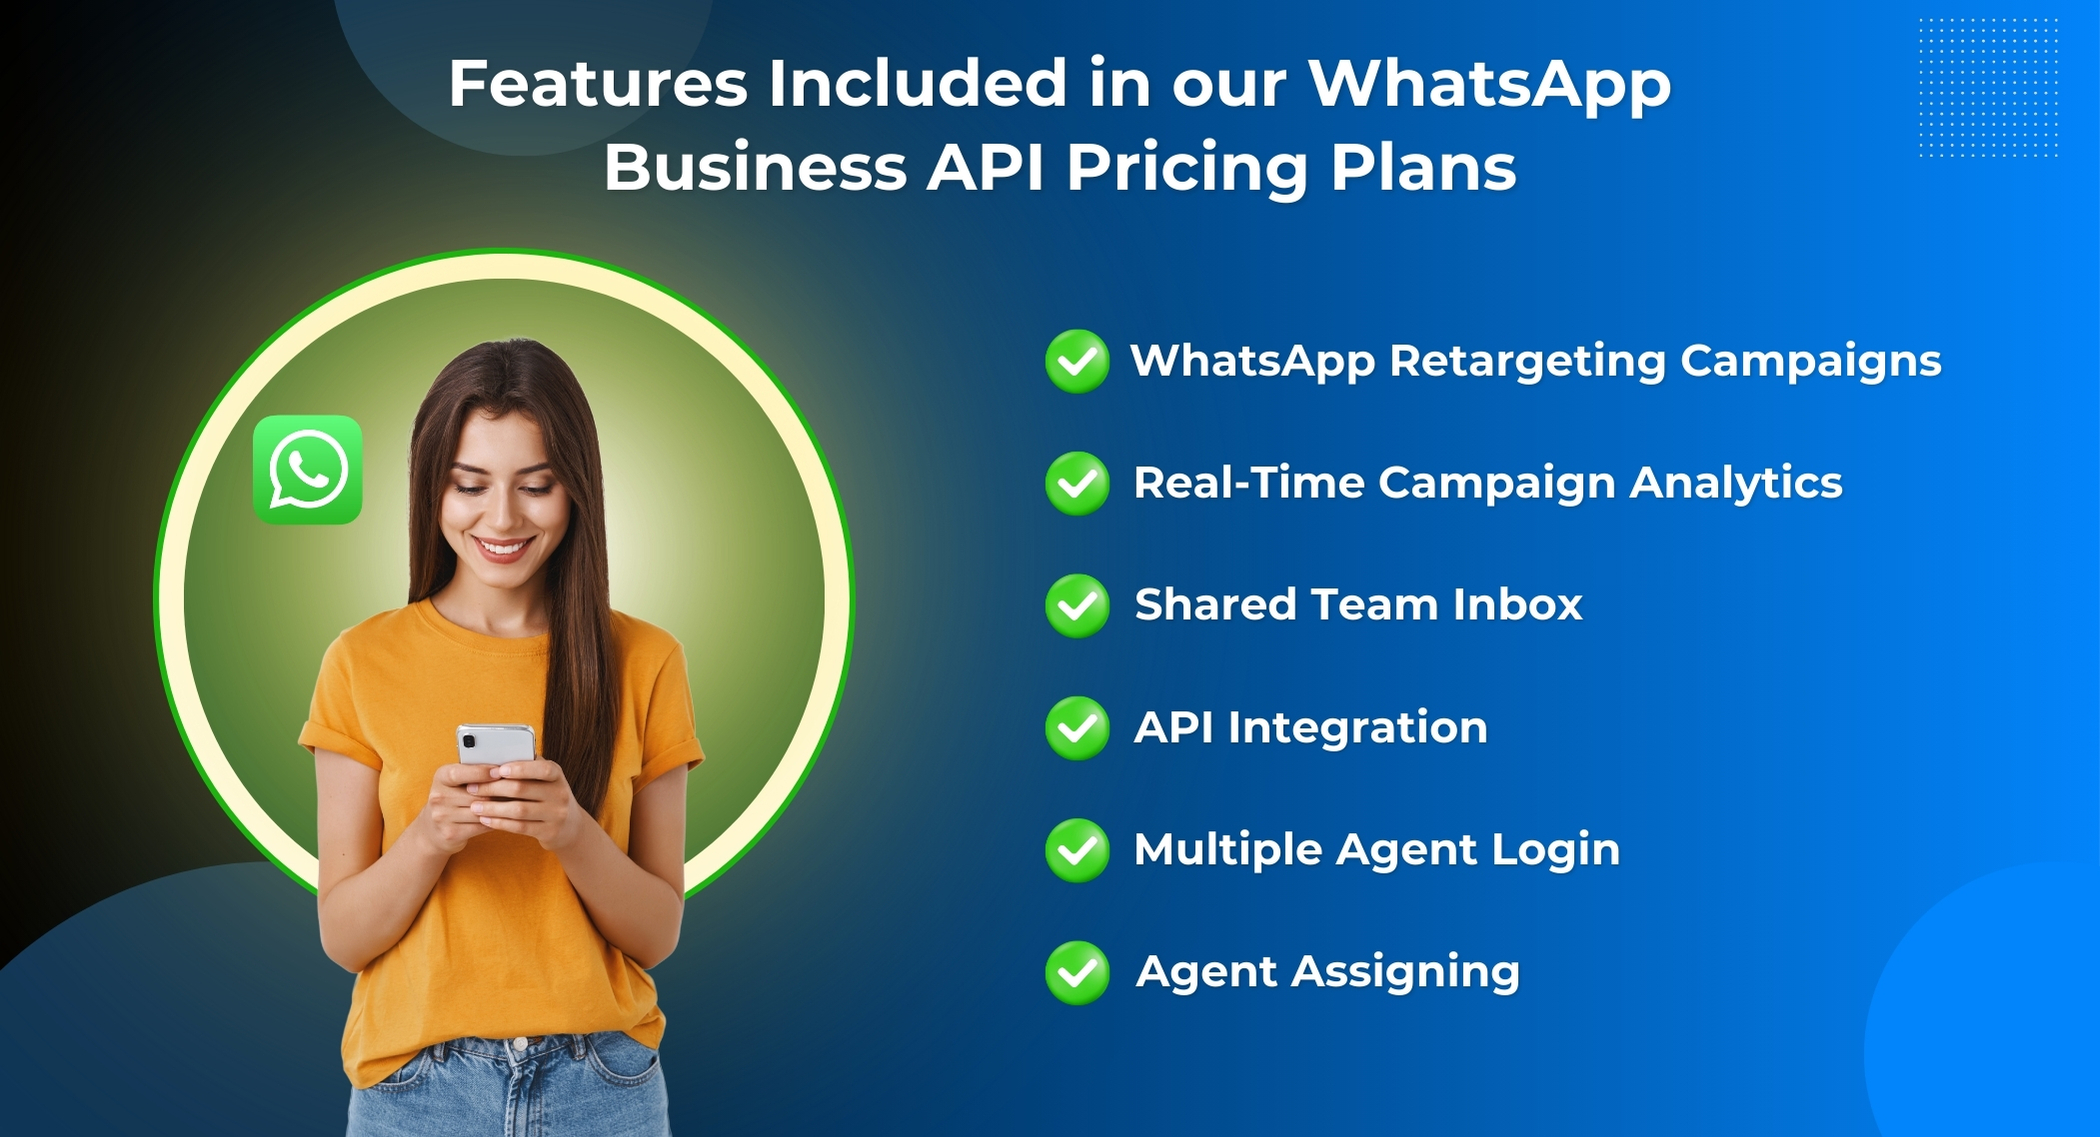 Features Included in our WhatsApp
Business API Pricing Plans
WhatsApp Retargeting Campaigns
Real-Time Campaign Analytics
Shared Team Inbox
API Integration
Multiple Agent Login
Agent Assigning